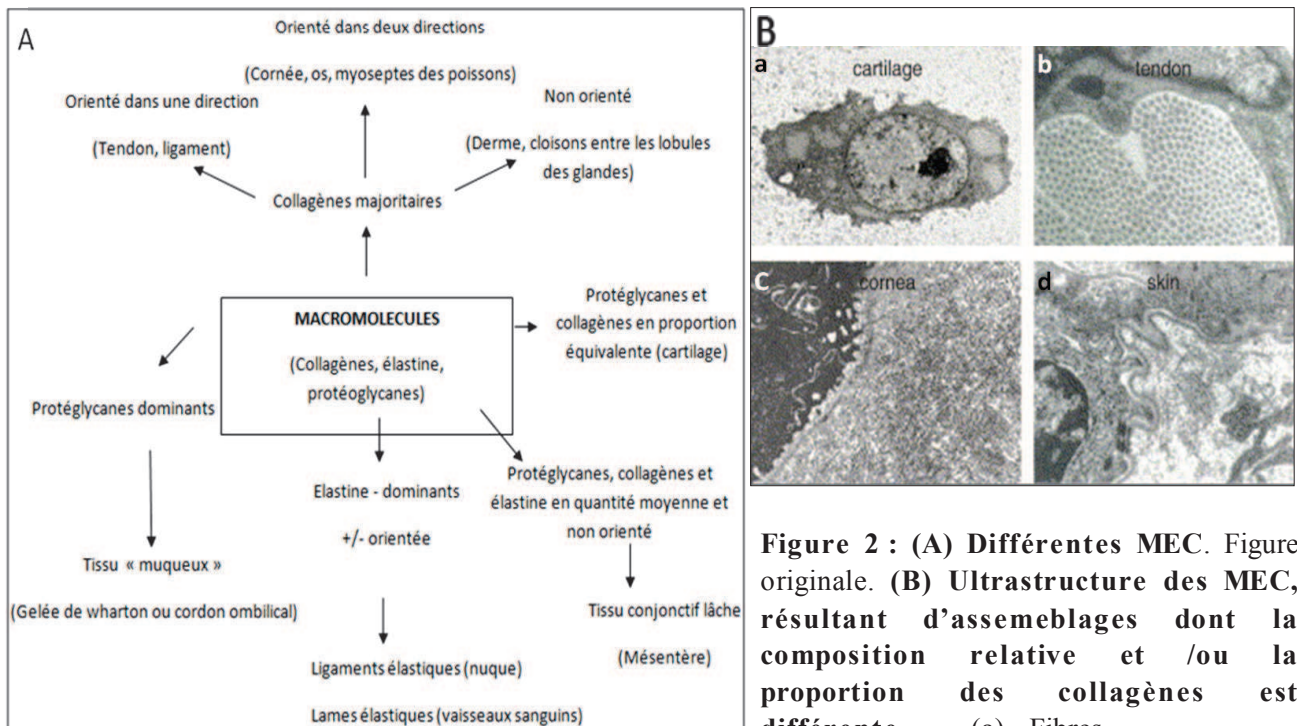 A
Orienté dans deux directions
(Cornée, os, myoseptes des poissons)
Orienté dans une direction
(Tendon, ligament)
Non orienté
(Derme, cloisons entre les lobules
des glandes)
Collagènes majoritaires
MACROMOLECULES
(Collagènes, élastine,
protéoglycanes)
Protéglycanes et
collagènes en proportion
équivalente (cartilage)
Protéglycanes dominants
Tissu « muqueux »
(Gelée de wharton ou cordon ombilical)
Elastine - dominants
+/- orientée
Ligaments élastiques (nuque)
Lames élastiques (vaisseaux sanguins)
Protéglycanes, collagènes et
élastine en quantité moyenne et
non orienté
Tissu conjonctif lâche
(Mésentère)
B
a
cartilage
b
tendon
c
cornea
d
skin
Figure 2 : (A) Différentes MEC. Figure
originale. (B) Ultrastructure des MEC,
résultant d'assemeblages dont la
composition relative et /ou la
proportion des collagènes est
différente (a) Fibres